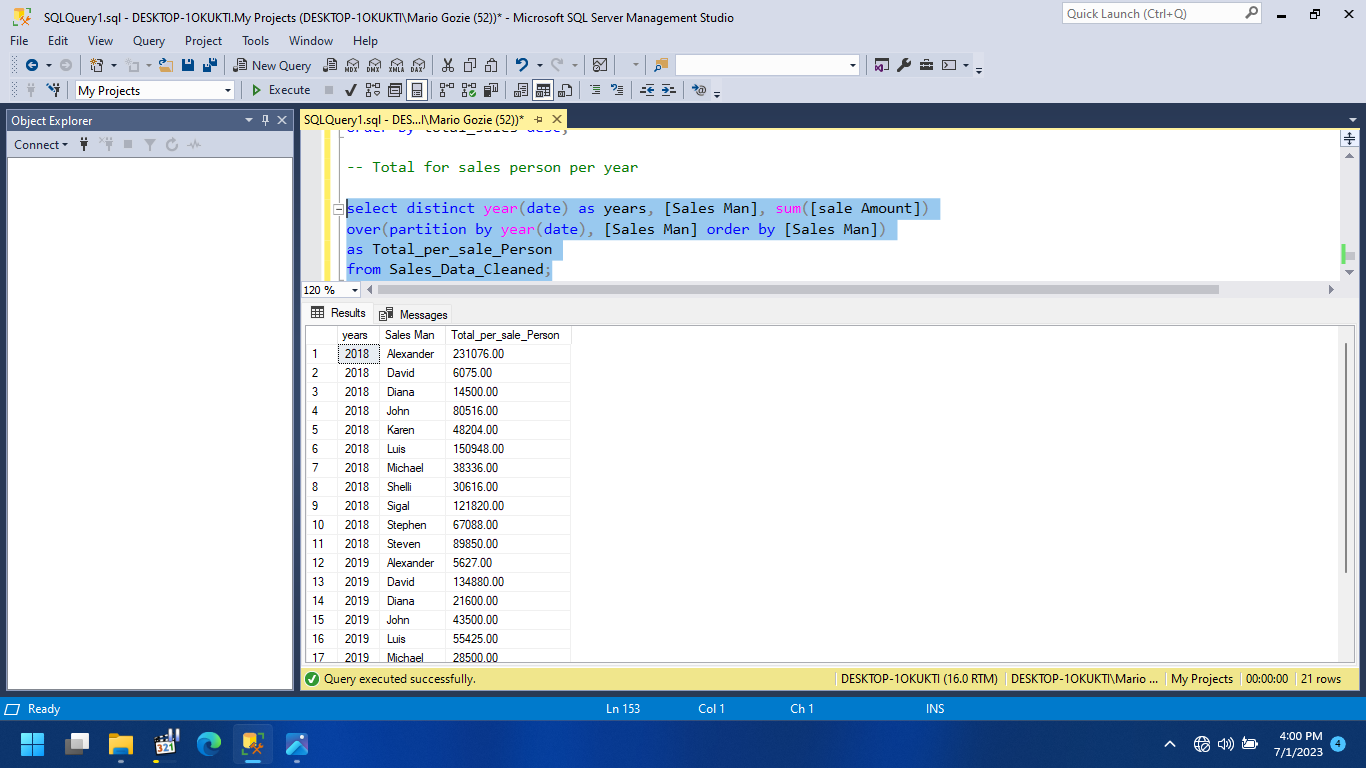 SQLQuery1.sql - DESKTOP-1OKUKTI.My Projects (DESKTOP-1OKUKTI\Mario Gozie (52))* - Microsoft SQL Server Management Studio
Quick Launch (Ctrl+Q)
File Edit View Query Project Tools Window Help
New Query MDX DMX XMLA DAX
My Projects Execute
Object Explorer
SQLQuery1.sql - DES...I\Mario Gozie (52))*
Connect
order by total_sales desc;
-- Total for sales person per year
select distinct year(date) as years, [Sales Man], sum([sale Amount])
over(partition by year(date), [Sales Man] order by [Sales Man])
as Total_per_sale_Person
from Sales_Data_Cleaned;
120 %
Results Messages
years Sales Man Total_per_sale_Person
1 2018 Alexander 231076.00
2 2018 David 6075.00
3 2018 Diana 14500.00
4 2018 John 80516.00
5 2018 Karen 48204.00
6 2018 Luis 150948.00
7 2018 Michael 38336.00
8 2018 Shelli 30616.00
9 2018 Sigal 121820.00
10 2018 Stephen 67088.00
11 2018 Steven 89850.00
12 2019 Alexander 5627.00
13 2019 David 134880.00
14 2019 Diana 21600.00
15 2019 John 43500.00
16 2019 Luis 55425.00
17 2019 Michael 28500.00
Query executed successfully. DESKTOP-1OKUKTI (16.0 RTM) DESKTOP-1OKUKTI\Mario ... My Projects 00:00:00 21 rows
Ready Ln 153 Col 1 Ch 1 INS
321
4:00 PM
7/1/2023
4